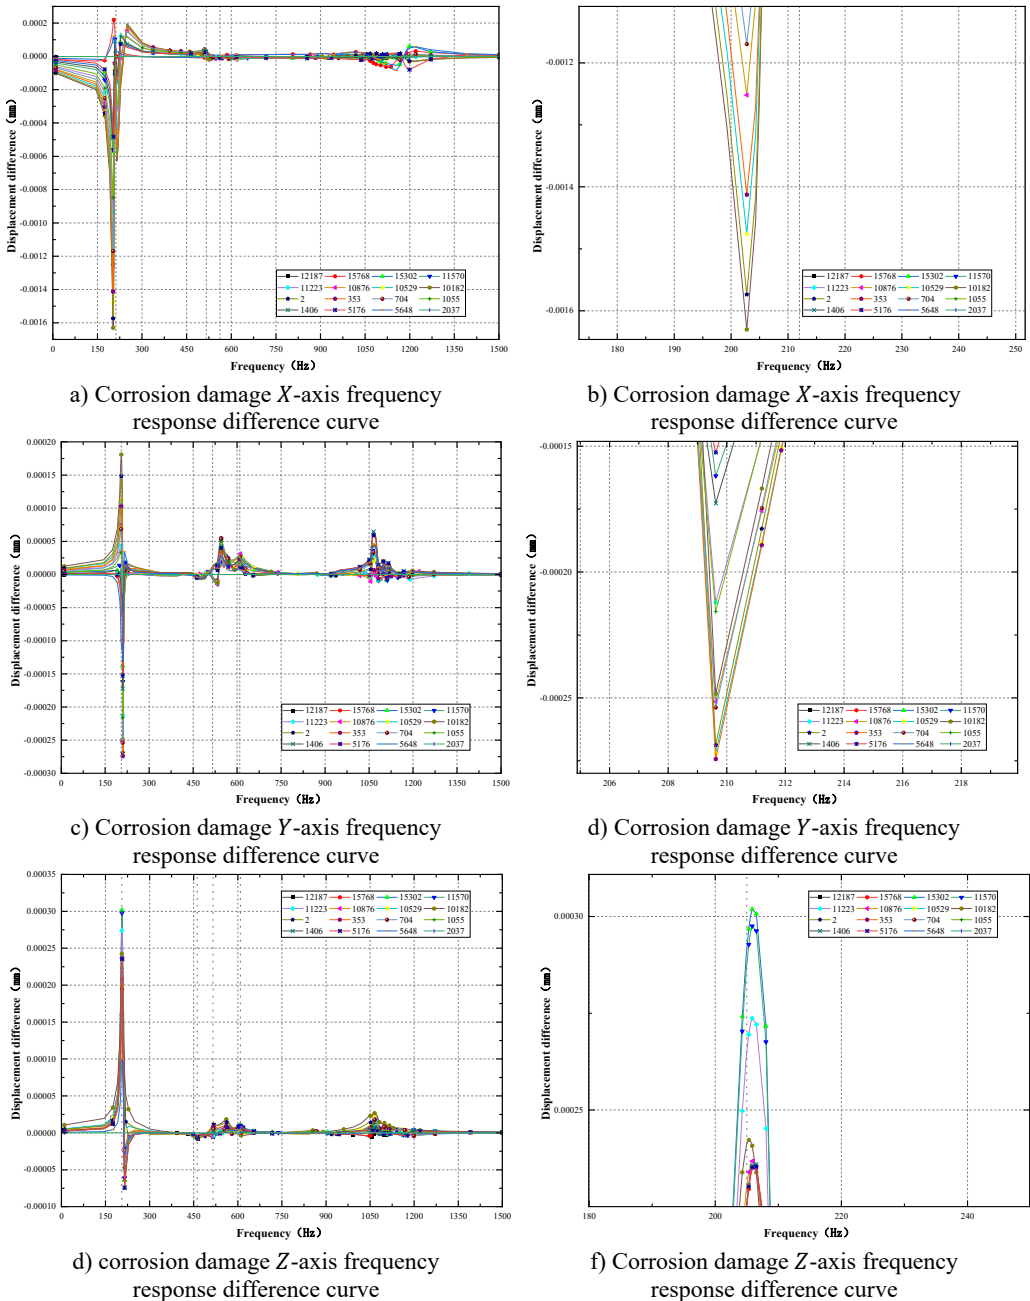 0.0002
0.0000
-0.0002
-0.0004
-0.0006
-0.0008
-0.0010
-0.0012
-0.0014
-0.0016
Displacement difference (mm)
12187 15768 15302 11570
11223 10876 10529 10182
2 353 704 1055
1406 5176 5648 2037
0 150 300 450 600 750 900 1050 1200 1350 1500
Frequency (Hz)
a) Corrosion damage X-axis frequency
response difference curve
-0.0012
-0.0014
-0.0016
Displacement difference (mm)
12187 15768 15302 11570
11223 10876 10529 10182
2 353 704 1055
1406 5176 5648 2037
180 190 200 210 220 230 240 250
Frequency (Hz)
b) Corrosion damage X-axis frequency
response difference curve
0.00020
0.00015
0.00010
0.00005
0.00000
-0.00005
-0.00010
-0.00015
-0.00020
-0.00025
-0.00030
Displacement difference (mm)
12187 15768 15302 11570
11223 10876 10529 10182
2 353 704 1055
1406 5176 5648 2037
0 150 300 450 600 750 900 1050 1200 1350 1500
Frequency (Hz)
c) Corrosion damage Y-axis frequency
response difference curve
-0.00015
-0.00020
-0.00025
Displacement difference (mm)
12187 15768 15302 11570
11223 10876 10529 10182
2 353 704 1055
1406 5176 5648 2037
206 208 210 212 214 216 218
Frequency (Hz)
d) Corrosion damage Y-axis frequency
response difference curve
0.00035
0.00030
0.00025
0.00020
0.00015
0.00010
0.00005
0.00000
-0.00005
-0.00010
Displacement difference (mm)
12187 15768 15302 11570
11223 10876 10529 10182
2 353 704 1055
1406 5176 5648 2037
0 150 300 450 600 750 900 1050 1200 1350 1500
Frequency (Hz)
d) corrosion damage Z-axis frequency
response difference curve
0.00030
0.00025
Displacement difference (mm)
12187 15768 15302 11570
11223 10876 10529 10182
2 353 704 1055
1406 5176 5648 2037
180 200 220 240
Frequency (Hz)
f) Corrosion damage Z-axis frequency
response difference curve